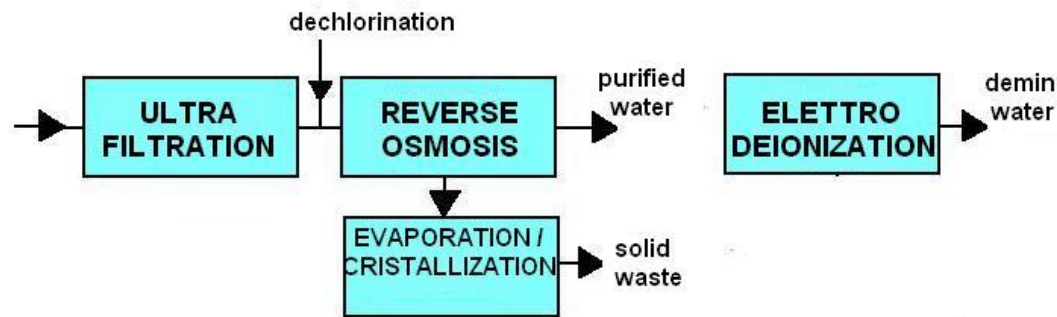 dechlorination
ULTRA
FILTRATION
REVERSE
OSMOSIS
purified
water
ELETTRO
DEIONIZATION
demin
water
EVAPORATION /
CRISTALLIZATION
solid
waste